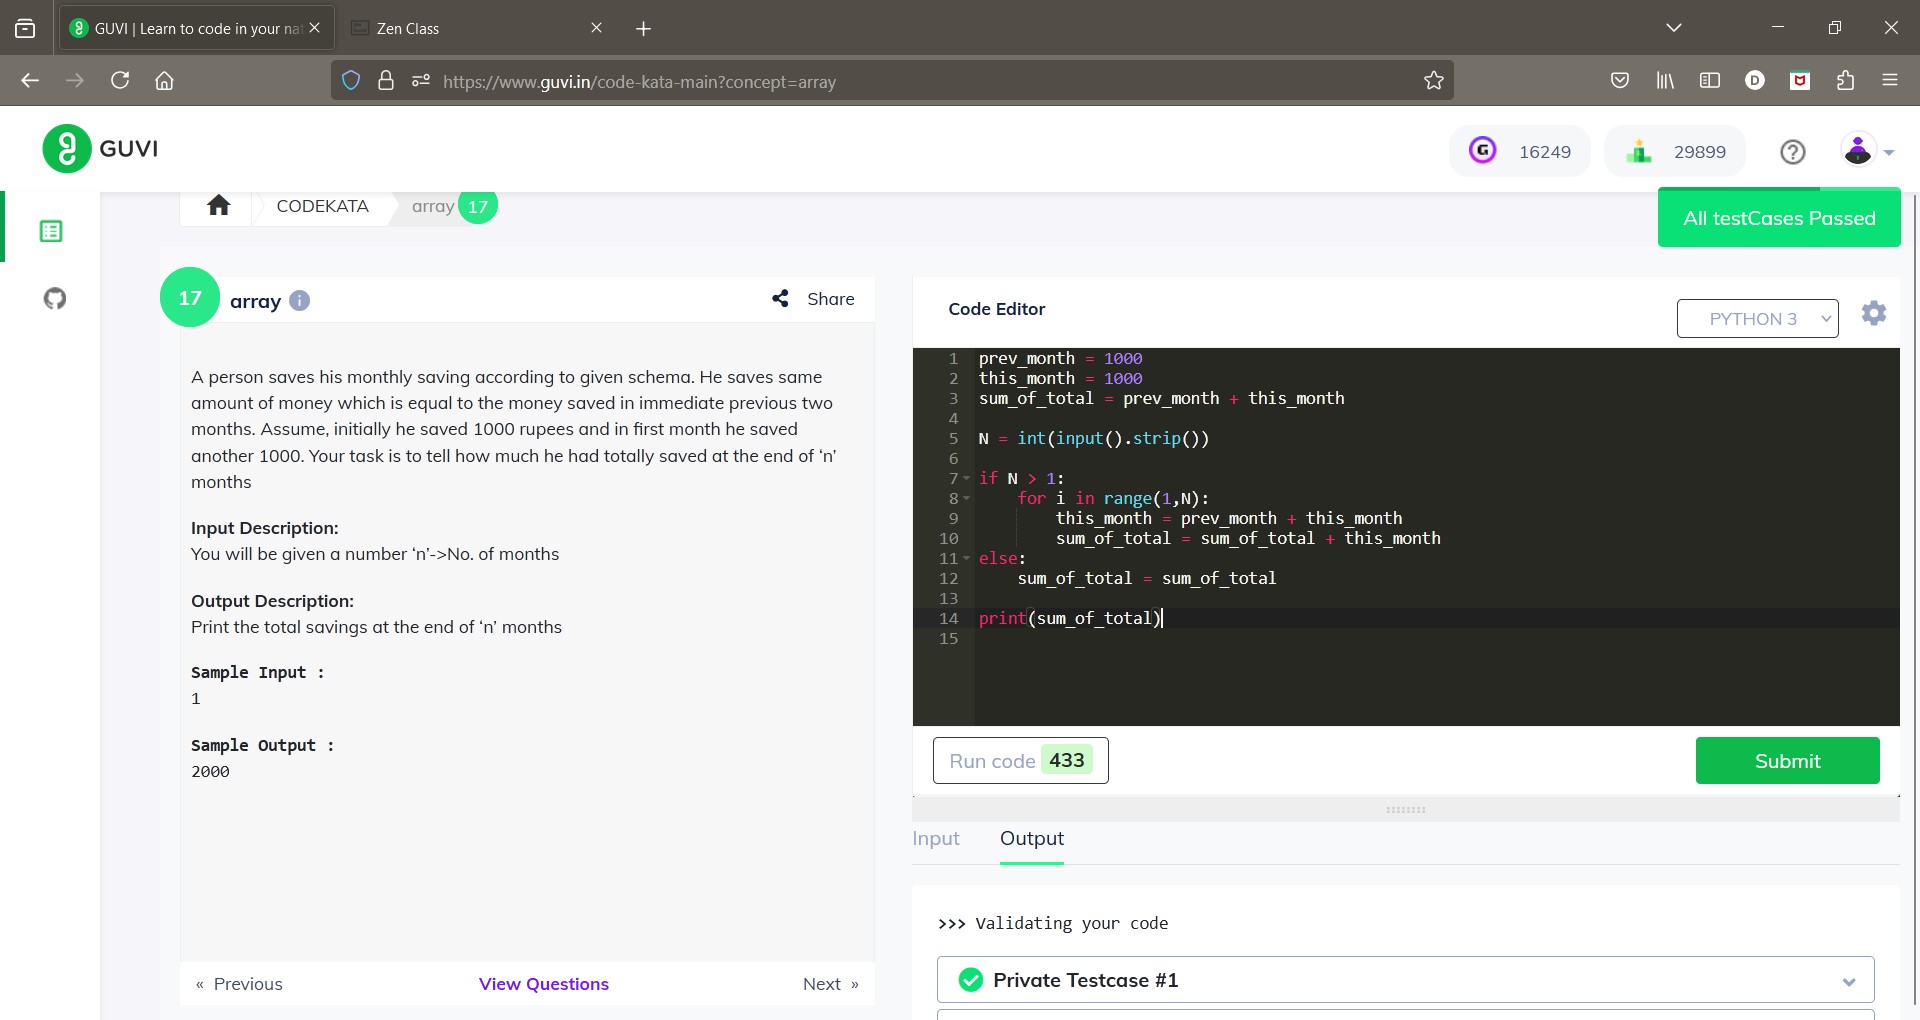 GUVI | Learn to code in your nat
Zen Class
https://www.guvi.in/code-kata-main?concept=array
D
GUVI
G 16249
29899
CODEKATA
array 17
All testCases Passed
17 array i
Share
A person saves his monthly saving according to given schema. He saves same
amount of money which is equal to the money saved in immediate previous two
months. Assume, initially he saved 1000 rupees and in first month he saved
another 1000. Your task is to tell how much he had totally saved at the end of ‘n’
months
Input Description:
You will be given a number ‘n’->No. of months
Output Description:
Print the total savings at the end of ‘n’ months
Sample Input :
1
Sample Output :
2000
« Previous
View Questions
Next »
Code Editor
PYTHON 3
1 prev_month = 1000
2 this_month = 1000
3 sum_of_total = prev_month + this_month
4
5 N = int(input().strip())
6
7 if N > 1:
8     for i in range(1,N):
9         this_month = prev_month + this_month
10         sum_of_total = sum_of_total + this_month
11 else:
12     sum_of_total = sum_of_total
13
14 print(sum_of_total)
15
Run code 433
Submit
Input
Output
>>> Validating your code
Private Testcase #1